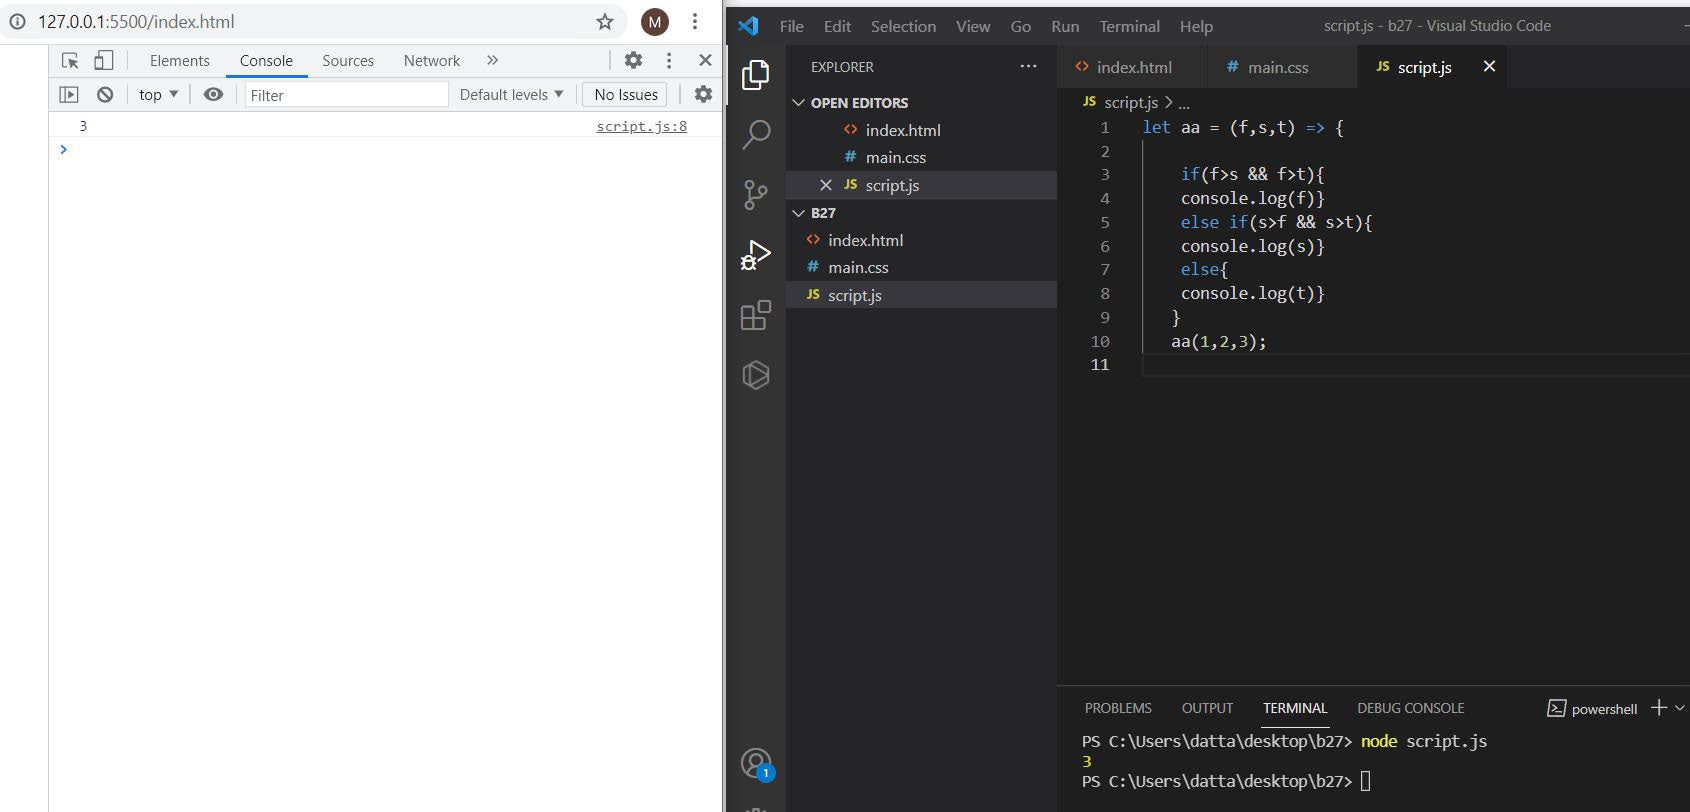 127.0.0.1:5500/index.html
M
Elements Console Sources Network »
top Filter Default levels No Issues
3 script.js:8
>
File Edit Selection View Go Run Terminal Help script.js - b27 - Visual Studio Code
EXPLORER ...
OPEN EDITORS
<> index.html
# main.css
JS script.js
B27
<> index.html
# main.css
JS script.js
1
<> index.html # main.css JS script.js
JS script.js > ...
1 let aa = (f,s,t) => {
2
3 if(f>s && f>t){
4 console.log(f)}
5 else if(s>f && s>t){
6 console.log(s)}
7 else{
8 console.log(t)}
9 }
10 aa(1,2,3);
11
PROBLEMS OUTPUT TERMINAL DEBUG CONSOLE powershell
PS C:\Users\datta\desktop\b27> node script.js
3
PS C:\Users\datta\desktop\b27>